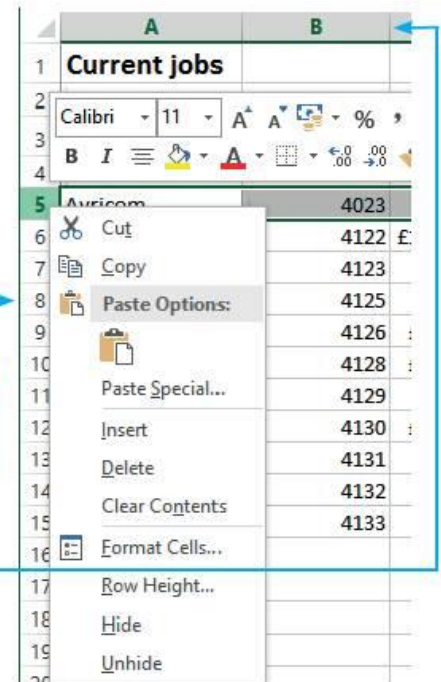 A B
1 Current jobs
2
Calibri 11 A A %
3
B I A .00 .00
4
5 Avricom 4023
6 Cut 4122 £
7 Copy 4123
8 Paste Options: 4125
9 4126
10 4128
11 Paste Special... 4129
12 Insert 4130
13 Delete 4131
14 Clear Contents 4132
15 4133
16 Format Cells...
17 Row Height...
18 Hide
19 Unhide